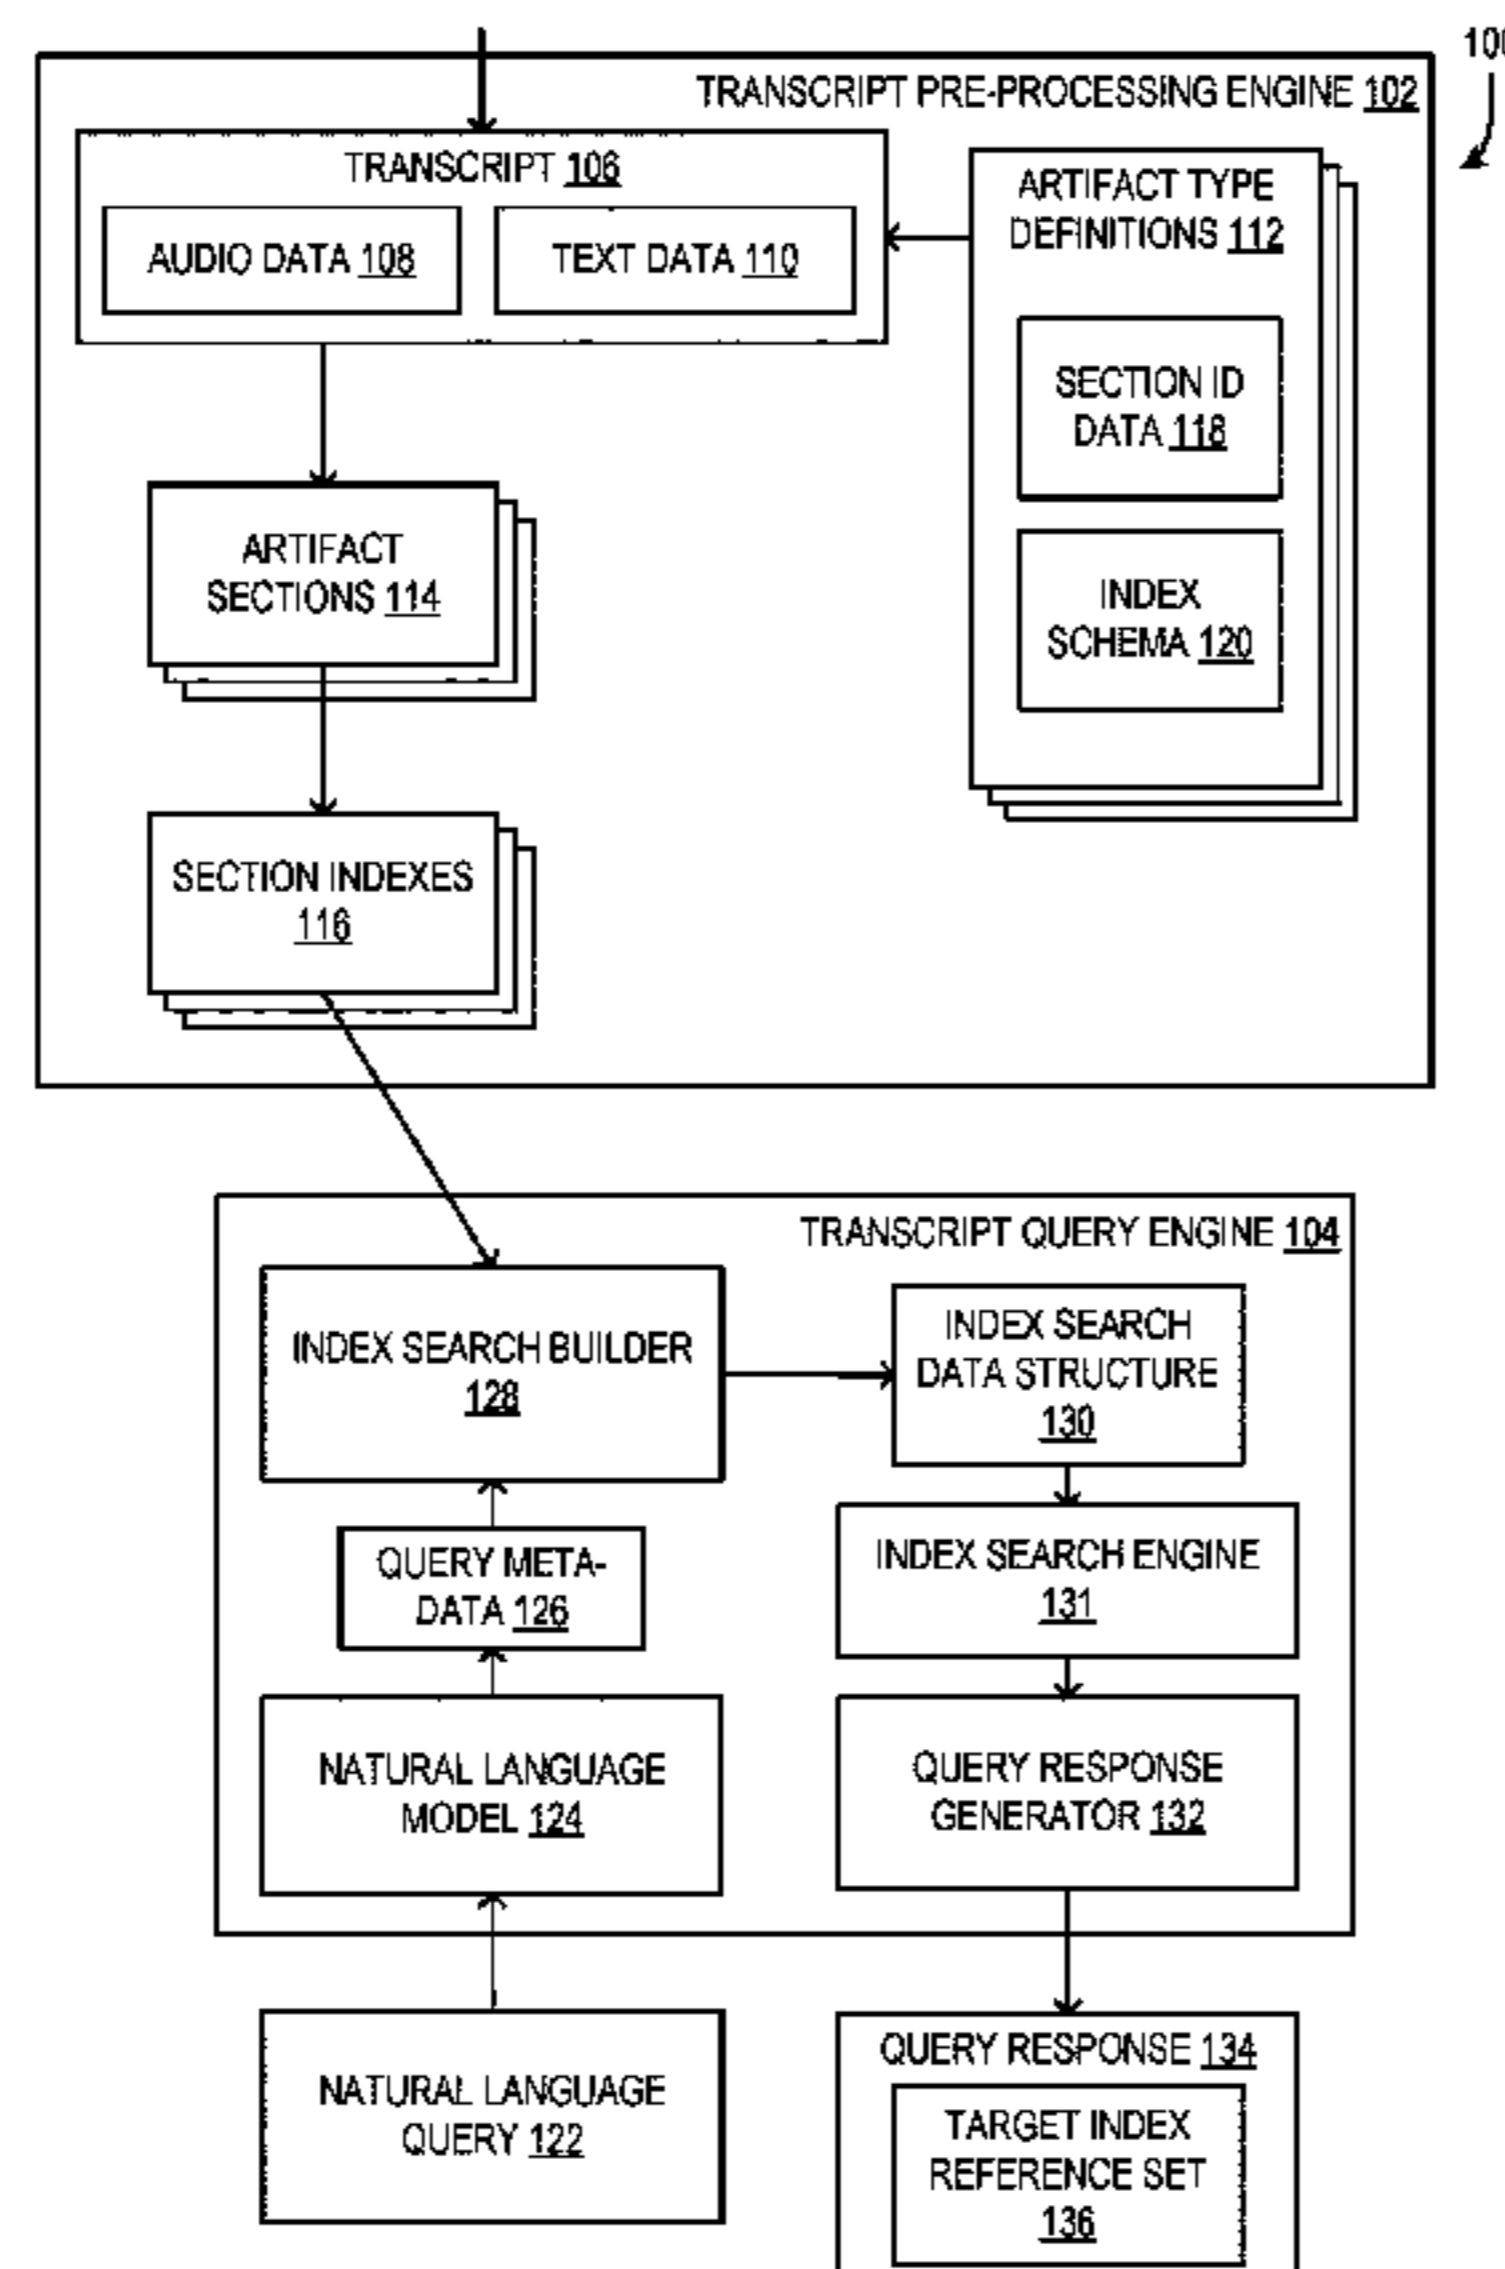 100
TRANSCRIPT PRE-PROCESSING ENGINE 102
TRANSCRIPT 106
AUDIO DATA 108
TEXT DATA 110
ARTIFACT TYPE
DEFINITIONS 112
SECTION ID
DATA 118
INDEX
SCHEMA 120
ARTIFACT
SECTIONS 114
SECTION INDEXES
116
TRANSCRIPT QUERY ENGINE 104
INDEX SEARCH BUILDER
128
INDEX SEARCH
DATA STRUCTURE
130
QUERY META-
DATA 126
INDEX SEARCH ENGINE
131
NATURAL LANGUAGE
MODEL 124
QUERY RESPONSE
GENERATOR 132
NATURAL LANGUAGE
QUERY 122
QUERY RESPONSE 134
TARGET INDEX
REFERENCE SET
136